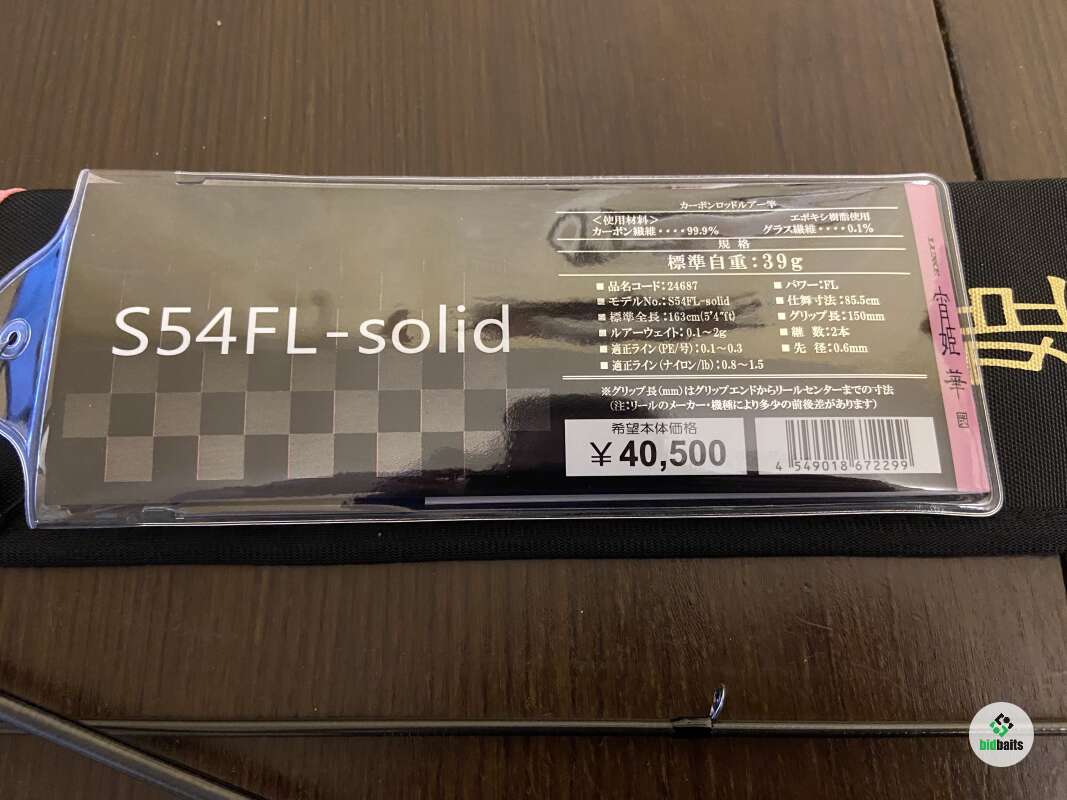 S54FL-solid
カーボンロッドルアー竿
＜使用材料＞ エポキシ樹脂使用
カーボン繊維････99.9% グラス繊維････0.1%
規格
標準自重：39g
■品名コード：24687 ■パワー：FL
■モデルNo.：S54FL-solid ■仕舞寸法：85.5cm
■標準全長：163cm(5'4"ft) ■グリップ長：150mm
■ルアーウェイト：0.1～2g ■継数：2本
■適正ライン(PE/号)：0.1～0.3 ■先径：0.6mm
■適正ライン(ナイロン/lb)：0.8～1.5
※グリップ長(mm)はグリップエンドからリールセンターまでの寸法
(注：リールのメーカー・機種により多少の前後差があります)
希望本体価格
￥40,500
4 549018 672299
宵姫 華
姫
bidbaits